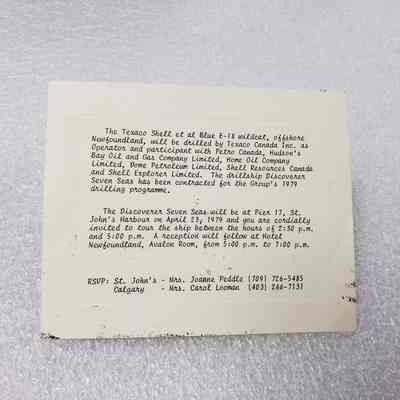 The Texaco Shell et al Blue H-28 wildcat, offshore
Newfoundland, will be drilled by Texaco Canada Inc. as
Operator and participant with Petro Canada, Hudson's
Bay Oil and Gas Company Limited, Home Oil Company
Limited, Dome Petroleum Limited, Shell Resources Canada
and Shell Explorer Limited. The drillship Discoverer
Seven Seas has been contracted for the Group's 1979
drilling programme.
The Discoverer Seven Seas will be at Pier 17, St.
John's Harbour on April 23, 1979 and you are cordially
invited to tour the ship between the hours of 2:30 p.m.
and 5:00 p.m. A reception will follow at Hotel
Newfoundland, Avalon Room, from 5:00 p.m. to 7:00 p.m.
RSVP: St. John's - Mrs. Joanne Peddle (709) 726-5485
Calgary - Mrs. Carol Looman (403) 266-7131